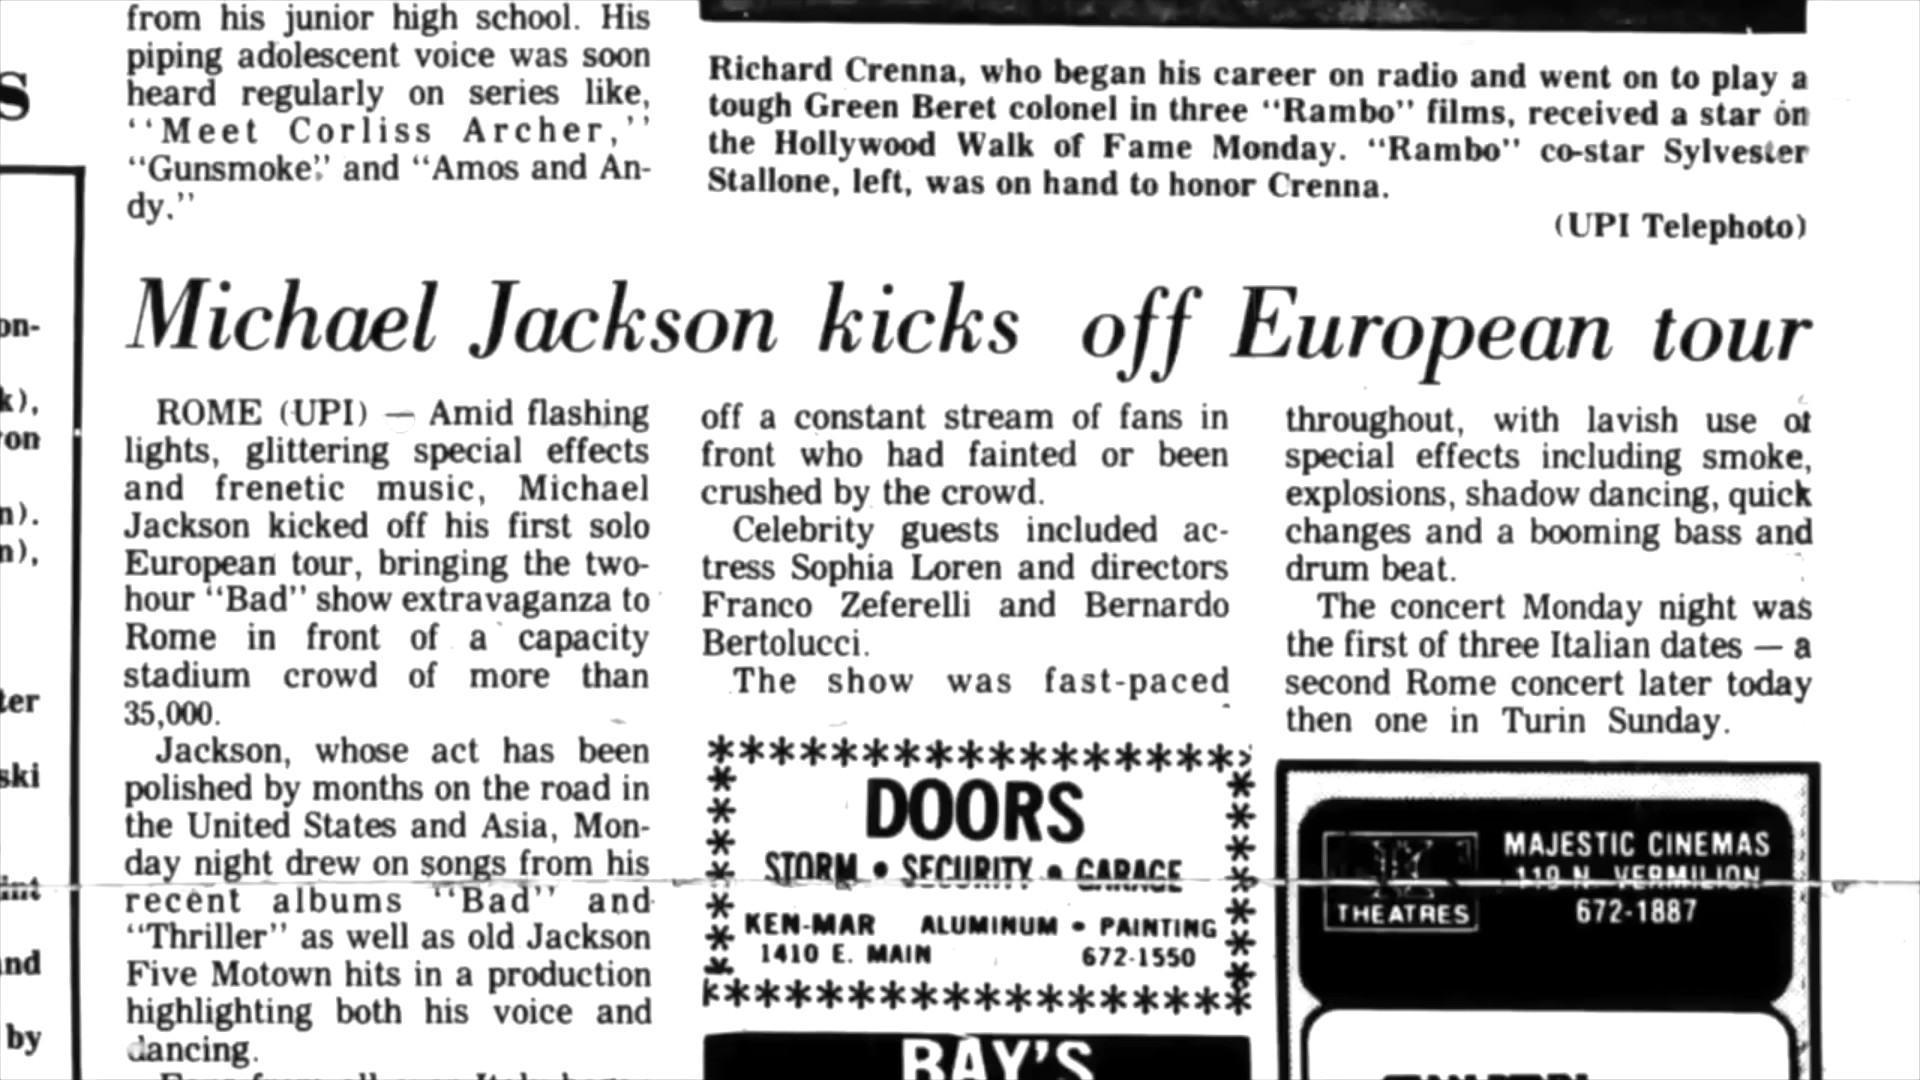 s
on-
k),
on
n).
n),
ter
ski
int
and
by
from his junior high school. His
piping adolescent voice was soon
heard regularly on series like,
"Meet Corliss Archer,"
"Gunsmoke," and "Amos and An-
dy."
Richard Crenna, who began his career on radio and went on to play a
tough Green Beret colonel in three "Rambo" films, received a star on
the Hollywood Walk of Fame Monday. "Rambo" co-star Sylvester
Stallone, left, was on hand to honor Crenna.
(UPI Telephoto)
Michael Jackson kicks off European tour
ROME (UPI) — Amid flashing
lights, glittering special effects
and frenetic music, Michael
Jackson kicked off his first solo
European tour, bringing the two-
hour "Bad" show extravaganza to
Rome in front of a capacity
stadium crowd of more than
35,000.
Jackson, whose act has been
polished by months on the road in
the United States and Asia, Mon-
day night drew on songs from his
recent albums "Bad" and
"Thriller" as well as old Jackson
Five Motown hits in a production
highlighting both his voice and
dancing.
off a constant stream of fans in
front who had fainted or been
crushed by the crowd.
Celebrity guests included ac-
tress Sophia Loren and directors
Franco Zeferelli and Bernardo
Bertolucci.
The show was fast-paced
throughout, with lavish use of
special effects including smoke,
explosions, shadow dancing, quick
changes and a booming bass and
drum beat.
The concert Monday night was
the first of three Italian dates — a
second Rome concert later today
then one in Turin Sunday.
DOORS
STORM • SECURITY • GARAGE
KEN-MAR ALUMINUM • PAINTING
1410 E. MAIN 672-1550
BAY'S
THEATRES
MAJESTIC CINEMAS
119 N. VERMILION
672-1887